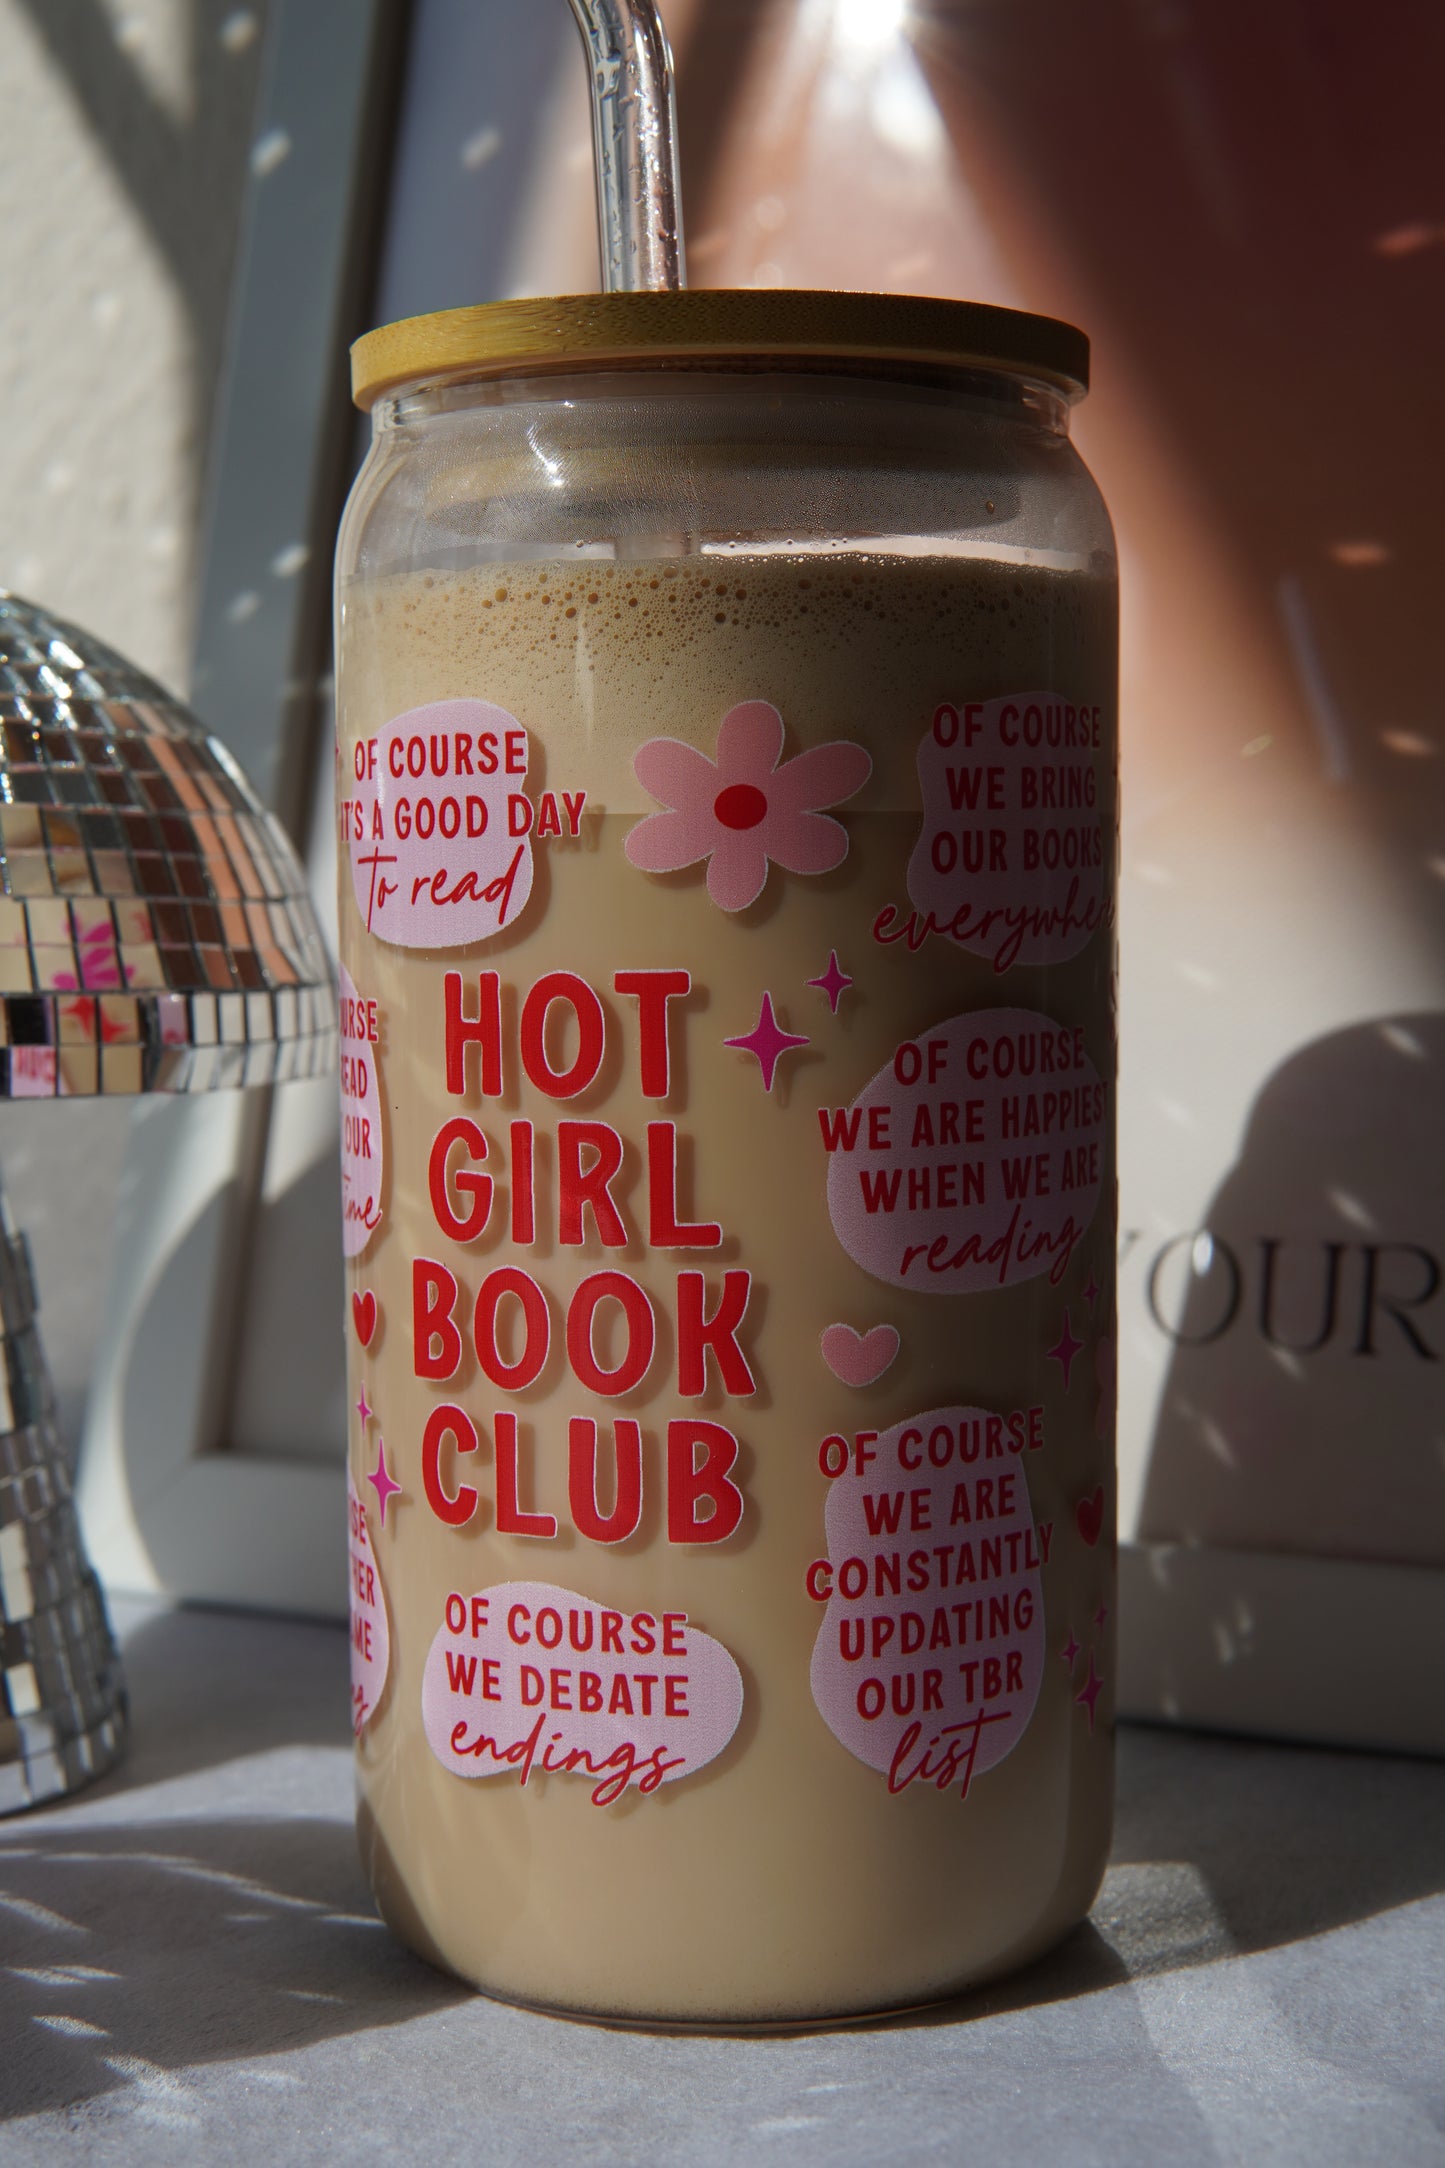 OF COURSE
IT'S A GOOD DAY
to read
OF COURSE
WE BRING
OUR BOOKS
everywhere
HOT
GIRL
BOOK
CLUB
OF COURSE
WE ARE HAPPIEST
WHEN WE ARE
reading
OF COURSE
WE DEBATE
endings
OF COURSE
WE ARE
CONSTANTLY
UPDATING
OUR TBR
list
YOUR